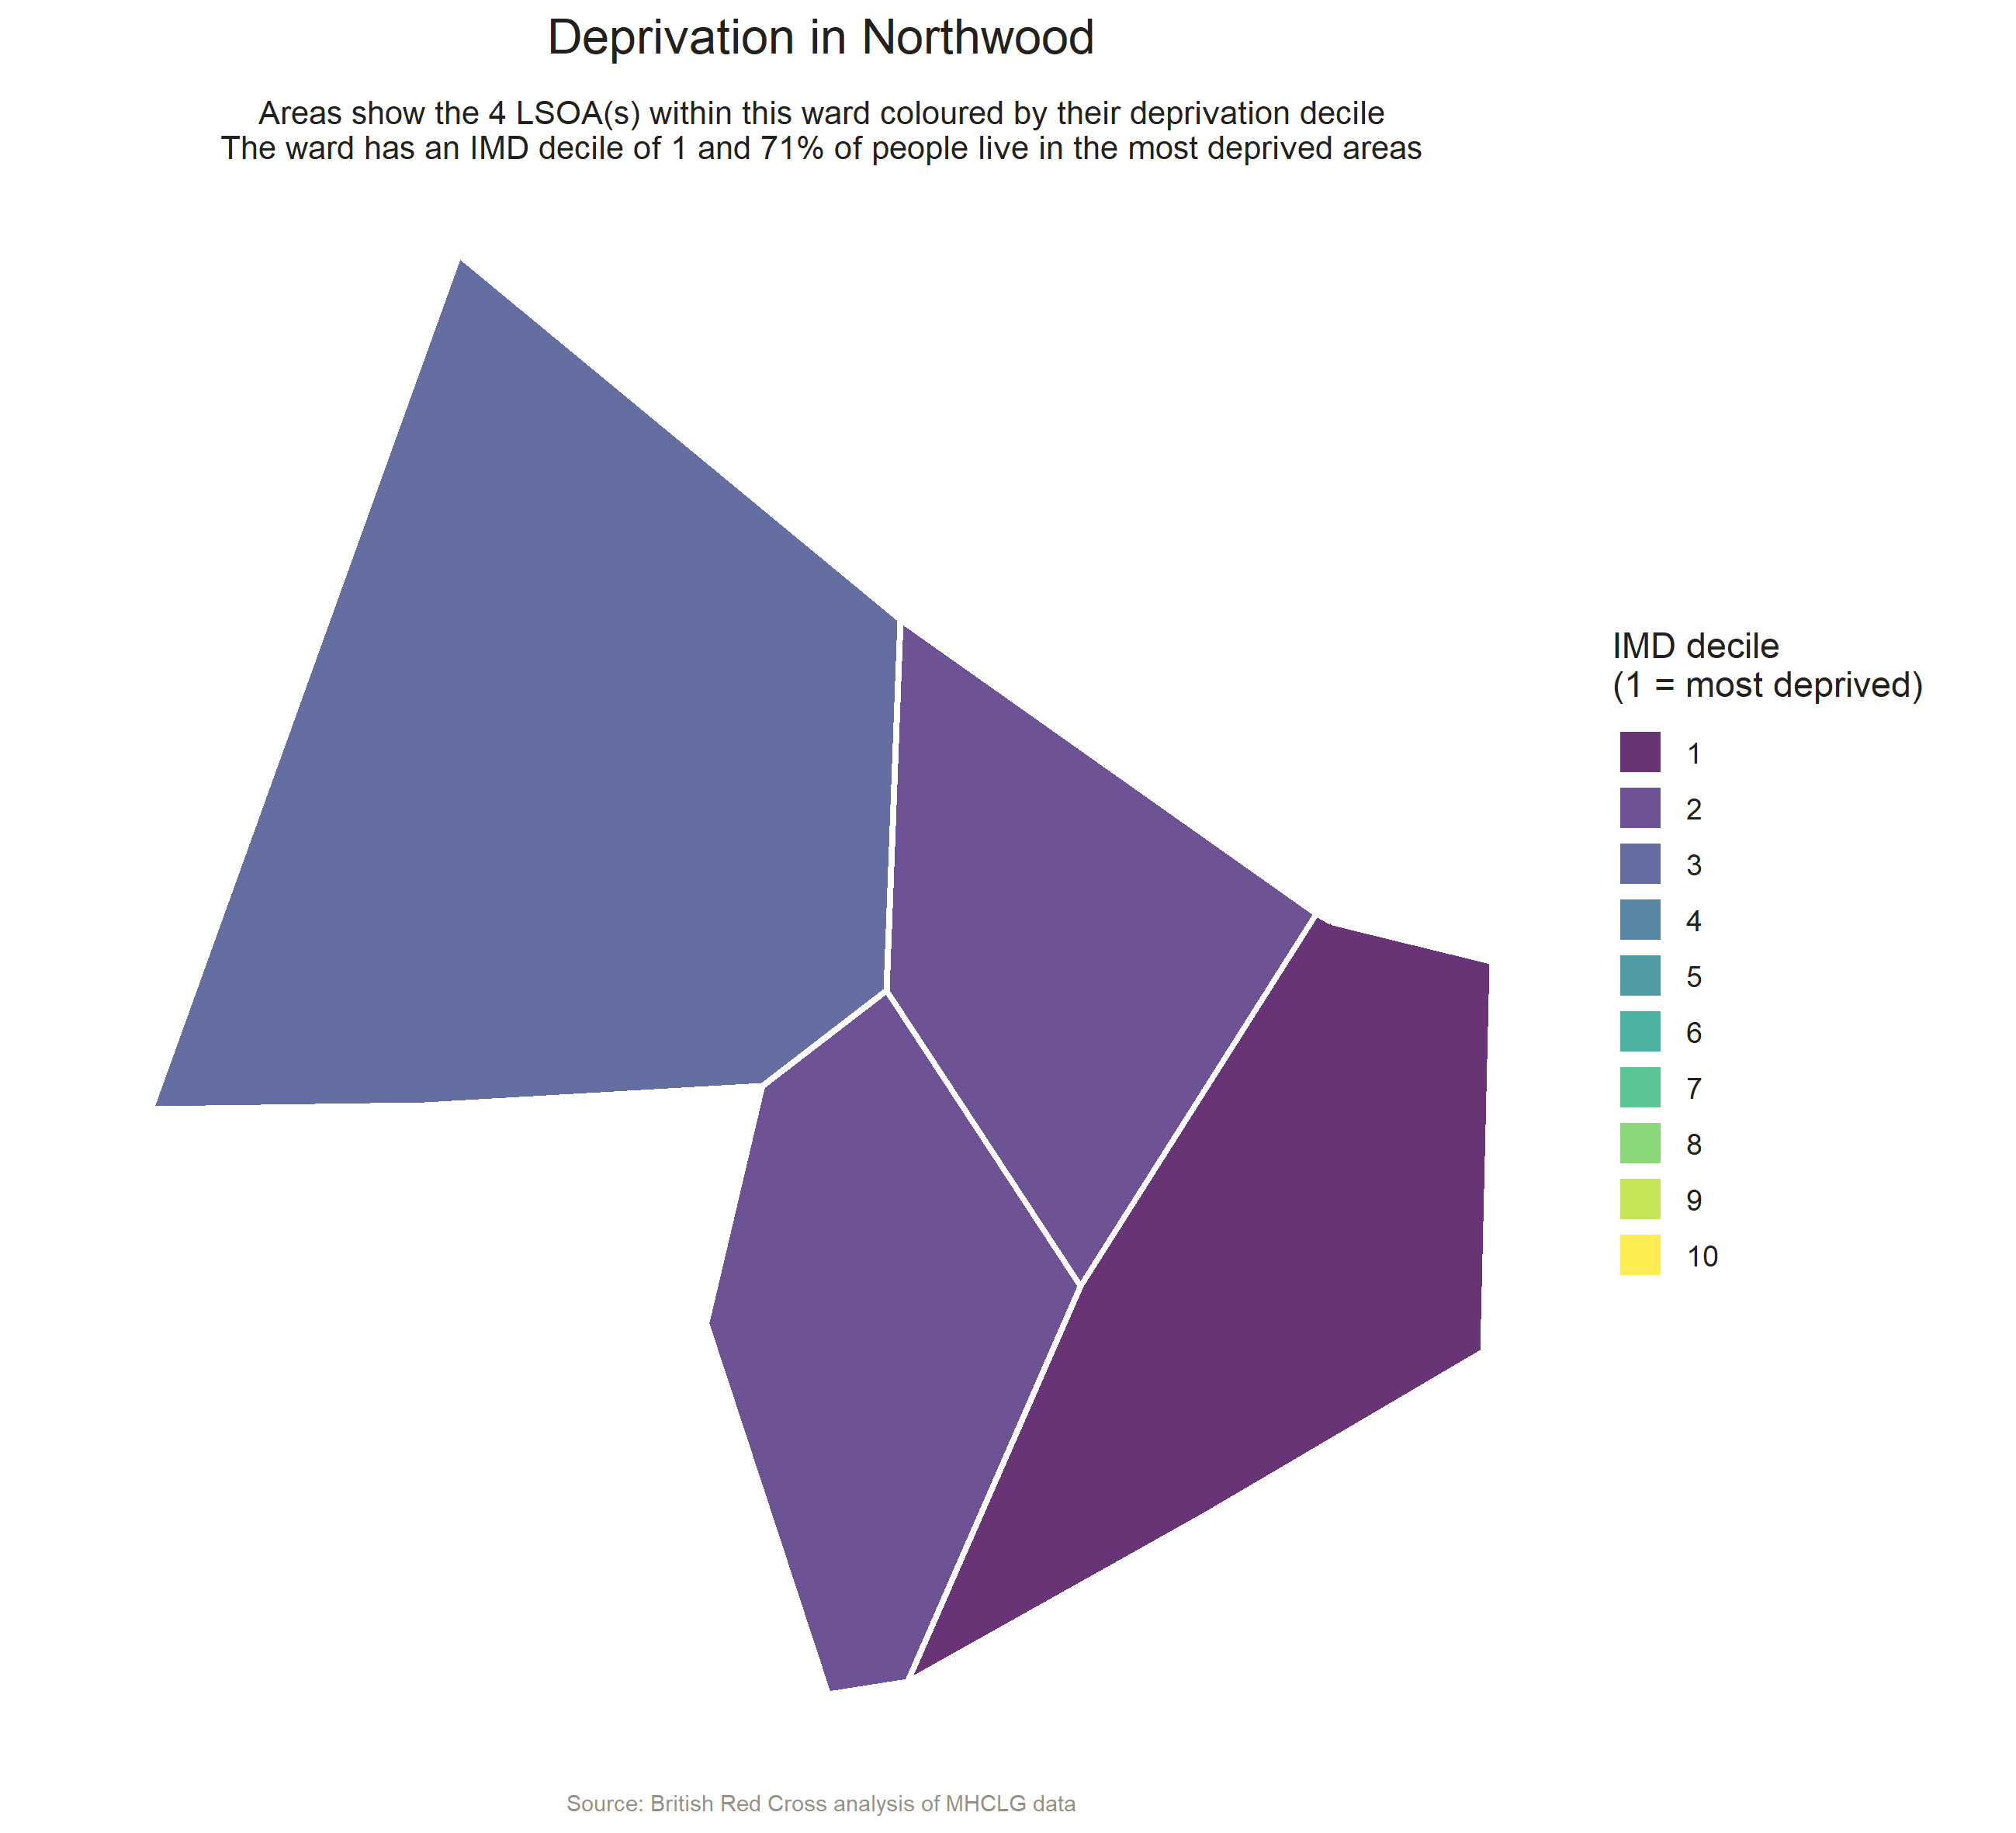 Deprivation in Northwood
Areas show the 4 LSOA(s) within this ward coloured by their deprivation decile
The ward has an IMD decile of 1 and 71% of people live in the most deprived areas
IMD decile
(1 = most deprived)
1
2
3
4
5
6
7
8
9
10
Source: British Red Cross analysis of MHCLG data